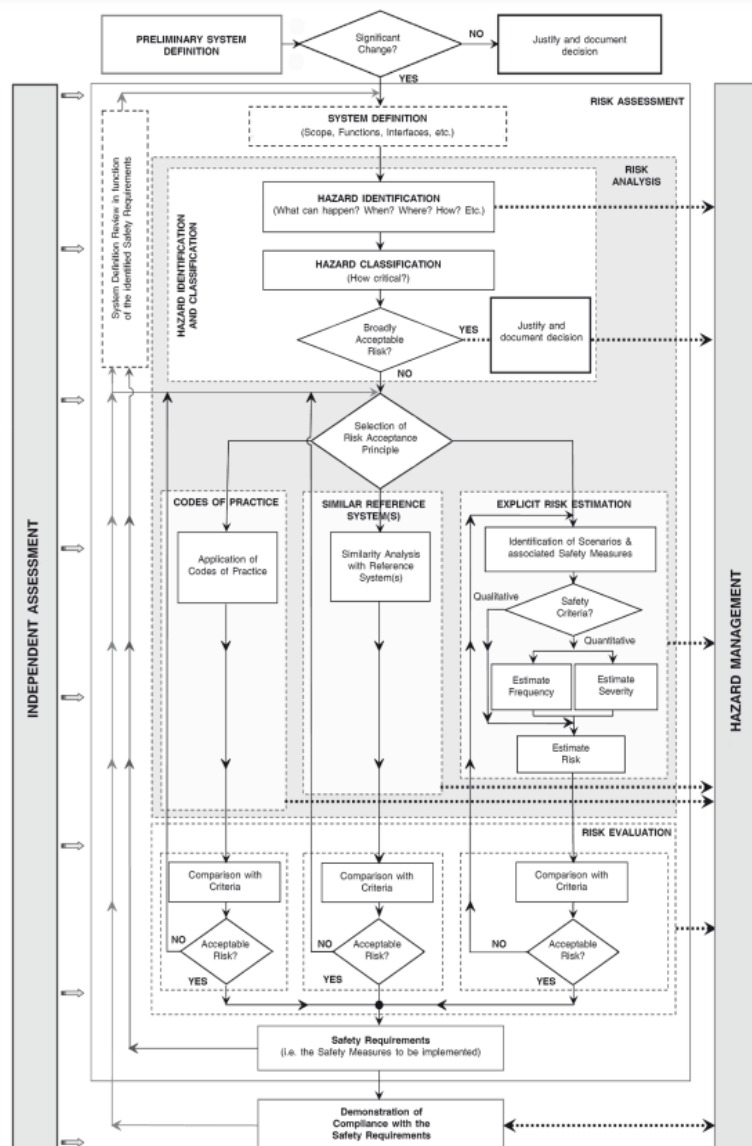 PRELIMINARY SYSTEM
DEFINITION
Significant
Change?
NO
Justify and document
decision
YES
RISK ASSESSMENT
SYSTEM DEFINITION
(Scope, Functions, Interfaces, etc.)
System Definition Review in function
of the identified Safety Requirements
RISK
ANALYSIS
HAZARD IDENTIFICATION
AND CLASSIFICATION
HAZARD IDENTIFICATION
(What can happen? When? Where? How? Etc.)
HAZARD CLASSIFICATION
(How critical?)
Broadly
Acceptable
Risk?
YES
Justify and
document decision
NO
Selection of
Risk Acceptance
Principle
CODES OF PRACTICE
SIMILAR REFERENCE
SYSTEM(S)
EXPLICIT RISK ESTIMATION
Application of
Codes of Practice
Similarity Analysis
with Reference
System(s)
Identification of Scenarios &
associated Safety Measures
Qualitative
Safety
Criteria?
Quantitative
Estimate
Frequency
Estimate
Severity
Estimate
Risk
INDEPENDENT ASSESSMENT
HAZARD MANAGEMENT
RISK EVALUATION
Comparison with
Criteria
Comparison with
Criteria
Comparison with
Criteria
NO
Acceptable
Risk?
YES
NO
Acceptable
Risk?
YES
NO
Acceptable
Risk?
YES
Safety Requirements
(i.e. the Safety Measures to be implemented)
Demonstration of
Compliance with the
Safety Requirements